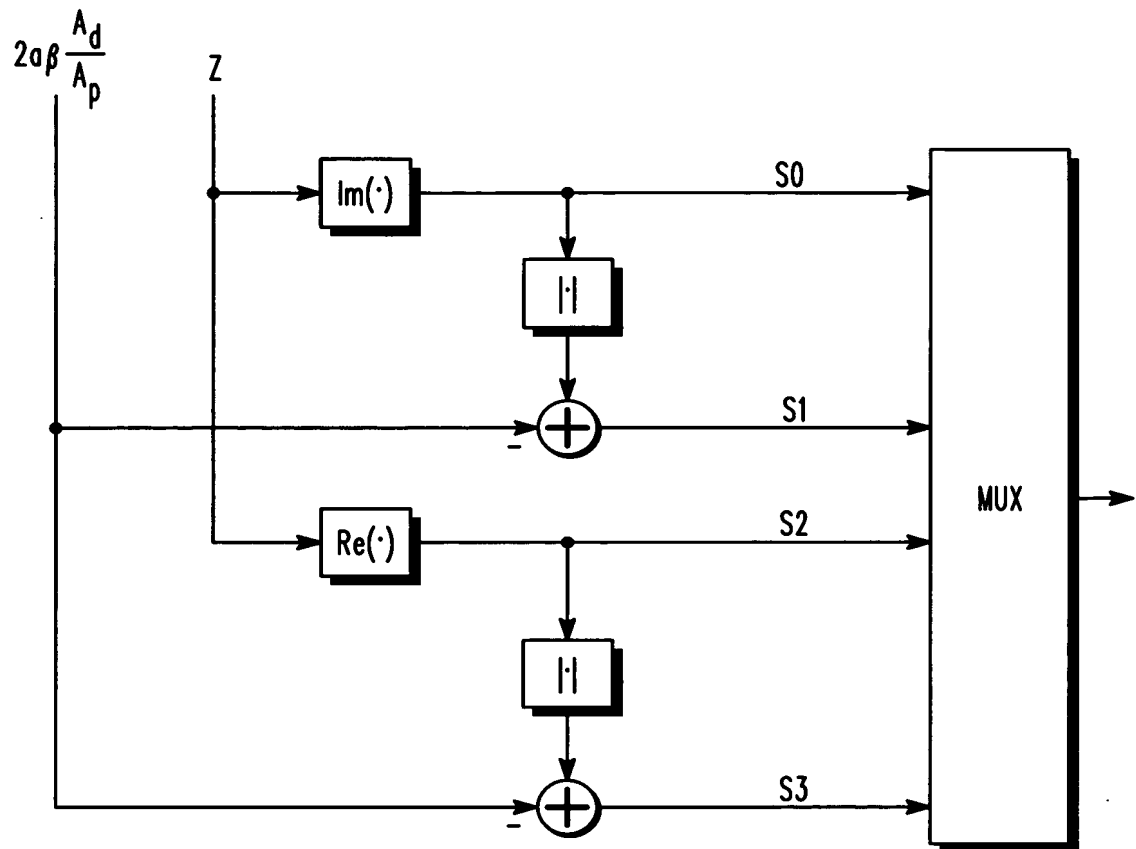 2aβ A_d/A_p
Z
Im(·)
S0
|·|
S1
−
MUX
Re(·)
S2
|·|
S3
−